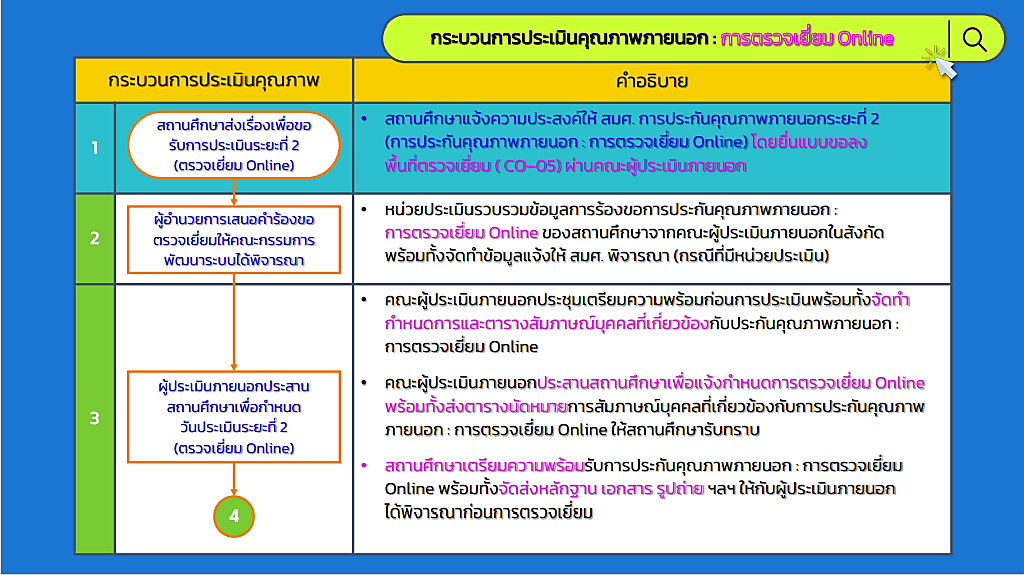 กระบวนการประเมินคุณภาพภายนอก : การตรวจเยี่ยม Online
กระบวนการประเมินคุณภาพ
คำอธิบาย
1
สถานศึกษาส่งเรื่องเพื่อขอ
รับการประเมินระยะที่ 2
(ตรวจเยี่ยม Online)
• สถานศึกษาแจ้งความประสงค์ให้ สมศ. การประกันคุณภาพภายนอกระยะที่ 2
(การประกันคุณภาพภายนอก : การตรวจเยี่ยม Online) โดยยื่นแบบขอลง
พื้นที่ตรวจเยี่ยม ( CO–05) ผ่านคณะผู้ประเมินภายนอก
2
ผู้อำนวยการเสนอคำร้องขอ
ตรวจเยี่ยมให้คณะกรรมการ
พัฒนาระบบได้พิจารณา
• หน่วยประเมินรวบรวมข้อมูลการร้องขอการประกันคุณภาพภายนอก :
การตรวจเยี่ยม Online ของสถานศึกษาจากคณะผู้ประเมินภายนอกในสังกัด
พร้อมทั้งจัดทำข้อมูลแจ้งให้ สมศ. พิจารณา (กรณีที่มีหน่วยประเมิน)
3
ผู้ประเมินภายนอกประสาน
สถานศึกษาเพื่อกำหนด
วันประเมินระยะที่ 2
(ตรวจเยี่ยม Online)
4
• คณะผู้ประเมินภายนอกประชุมเตรียมความพร้อมก่อนการประเมินพร้อมทั้งจัดทำ
กำหนดการและตารางสัมภาษณ์บุคคลที่เกี่ยวข้องกับประกันคุณภาพภายนอก :
การตรวจเยี่ยม Online
• คณะผู้ประเมินภายนอกประสานสถานศึกษาเพื่อแจ้งกำหนดการตรวจเยี่ยม Online
พร้อมทั้งส่งตารางนัดหมายการสัมภาษณ์บุคคลที่เกี่ยวข้องกับการประกันคุณภาพ
ภายนอก : การตรวจเยี่ยม Online ให้สถานศึกษารับทราบ
• สถานศึกษาเตรียมความพร้อมรับการประกันคุณภาพภายนอก : การตรวจเยี่ยม
Online พร้อมทั้งจัดส่งหลักฐาน เอกสาร รูปถ่าย ฯลฯ ให้กับผู้ประเมินภายนอก
ได้พิจารณาก่อนการตรวจเยี่ยม